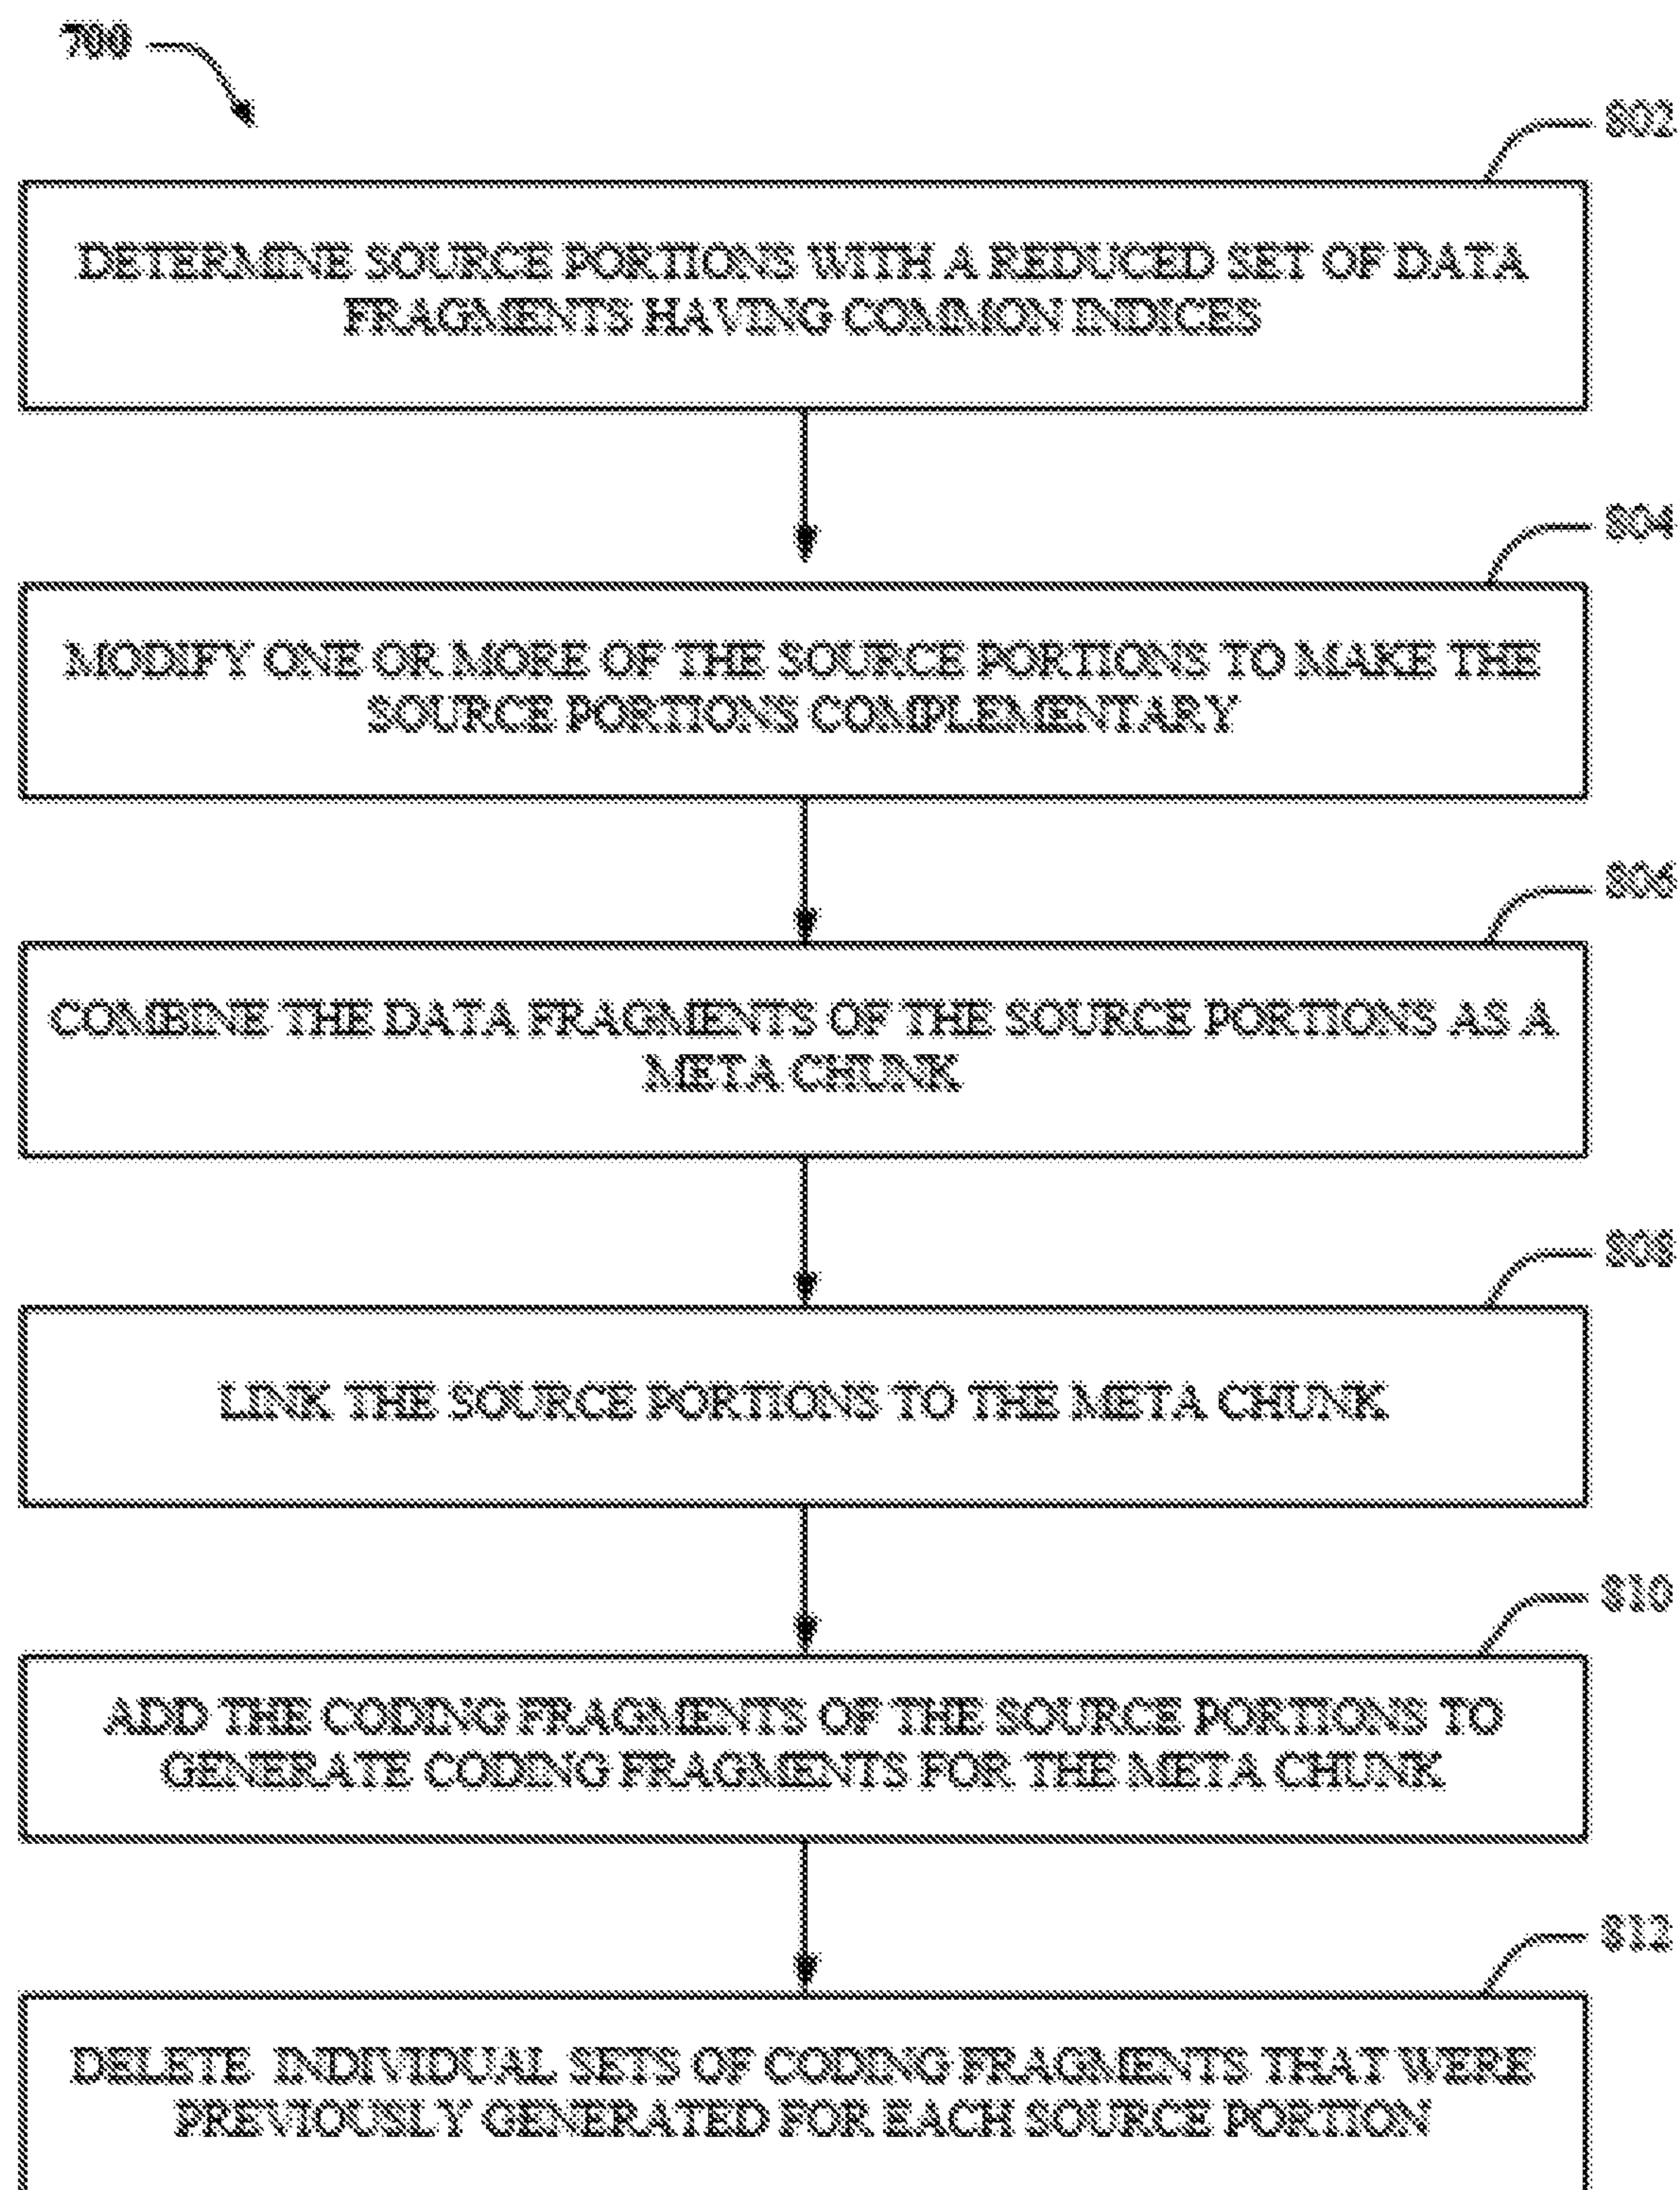 700
802
DETERMINE SOURCE PORTIONS WITH A REDUCED SET OF DATA
FRAGMENTS HAVING COMMON INDICES
804
MODIFY ONE OR MORE OF THE SOURCE PORTIONS TO MAKE THE
SOURCE PORTIONS COMPLEMENTARY
806
COMBINE THE DATA FRAGMENTS OF THE SOURCE PORTIONS AS A
META CHUNK
808
LINK THE SOURCE PORTIONS TO THE META CHUNK
810
ADD THE CODING FRAGMENTS OF THE SOURCE PORTIONS TO
GENERATE CODING FRAGMENTS FOR THE META CHUNK
812
DELETE INDIVIDUAL SETS OF CODING FRAGMENTS THAT WERE
PREVIOUSLY GENERATED FOR EACH SOURCE PORTION